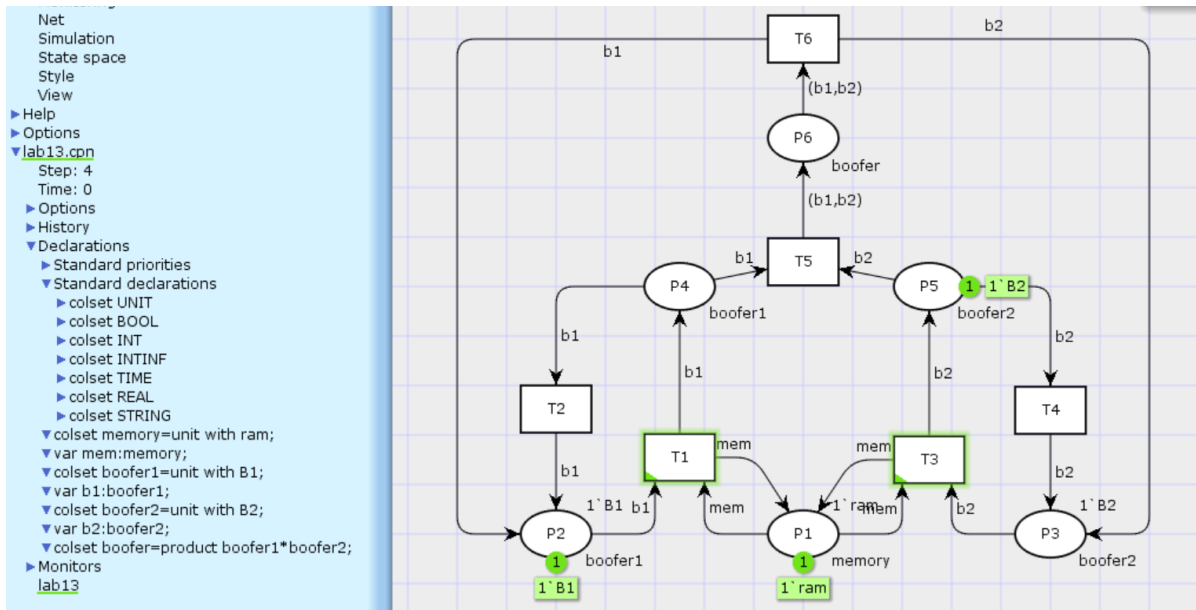 Net
Simulation
State space
Style
View
Help
Options
lab13.cpn
Step: 4
Time: 0
Options
History
Declarations
Standard priorities
Standard declarations
colset UNIT
colset BOOL
colset INT
colset INTINF
colset TIME
colset REAL
colset STRING
colset memory=unit with ram;
var mem:memory;
colset boofer1=unit with B1;
var b1:boofer1;
colset boofer2=unit with B2;
var b2:boofer2;
colset boofer=product boofer1*boofer2;
Monitors
lab13
T6
b1
b2
(b1,b2)
P6
boofer
(b1,b2)
T5
b1
b2
P4
boofer1
P5
1
1`B2
boofer2
b1
b1
b2
b2
T2
T4
T1
mem
mem
T3
b1
b2
1`B1
b1
mem
1`ram
mem
b2
1`B2
P2
boofer1
P1
memory
P3
boofer2
1
1`B1
1
1`ram